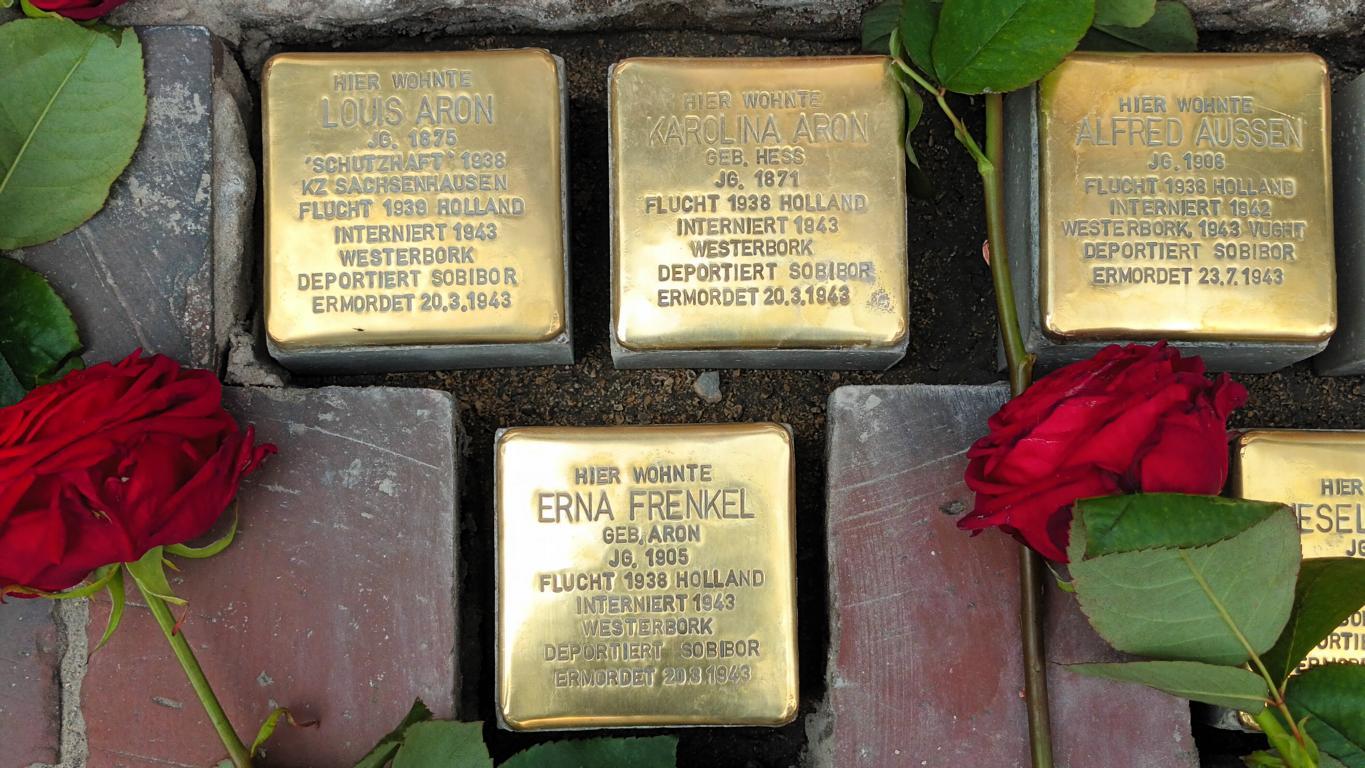 HIER WOHNTE
LOUIS ARON
JG. 1875
"SCHUTZHAFT" 1938
KZ SACHSENHAUSEN
FLUCHT 1939 HOLLAND
INTERNIERT 1943
WESTERBORK
DEPORTIERT SOBIBOR
ERMORDET 20.3.1943
HIER WOHNTE
KAROLINA ARON
GEB. HESS
JG. 1871
FLUCHT 1938 HOLLAND
INTERNIERT 1943
WESTERBORK
DEPORTIERT SOBIBOR
ERMORDET 20.3.1943
HIER WOHNTE
ALFRED AUSSEN
JG. 1906
FLUCHT 1938 HOLLAND
INTERNIERT 1942
WESTERBORK, 1943 VUGHT
DEPORTIERT SOBIBOR
ERMORDET 23.7.1943
HIER WOHNTE
ERNA FRENKEL
GEB. ARON
JG. 1905
FLUCHT 1938 HOLLAND
INTERNIERT 1943
WESTERBORK
DEPORTIERT SOBIBOR
ERMORDET 20.3.1943
HIER